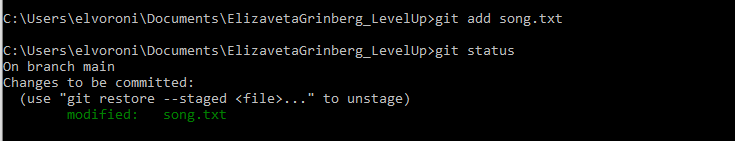 C:\Users\elvoroni\Documents\ElizavetaGrinberg_LevelUp>git add song.txt
C:\Users\elvoroni\Documents\ElizavetaGrinberg_LevelUp>git status
On branch main
Changes to be committed:
  (use "git restore --staged <file>..." to unstage)
        modified:   song.txt